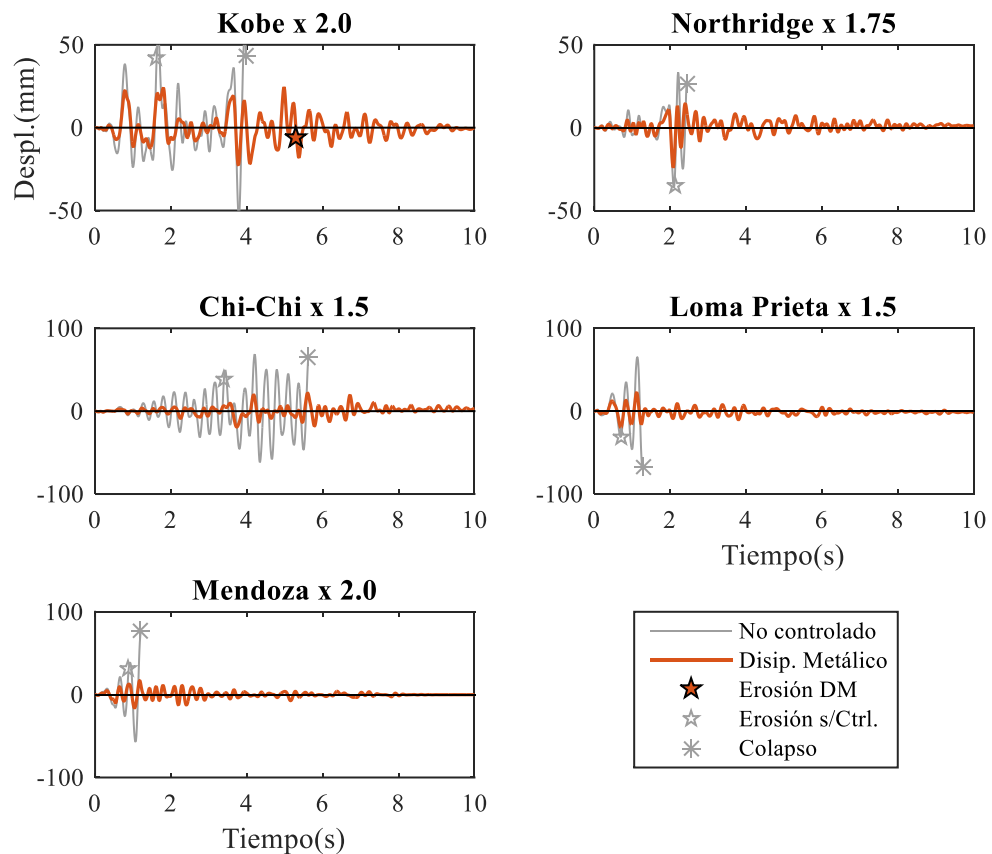 Kobe x 2.0
50
0
-50
Despl.(mm)
0 2 4 6 8 10
Northridge x 1.75
50
0
-50
0 2 4 6 8 10
Chi-Chi x 1.5
100
0
-100
0 2 4 6 8 10
Loma Prieta x 1.5
100
0
-100
0 2 4 6 8 10
Tiempo(s)
Mendoza x 2.0
100
0
-100
0 2 4 6 8 10
Tiempo(s)
No controlado
Disip. Metálico
Erosión DM
Erosión s/Ctrl.
Colapso